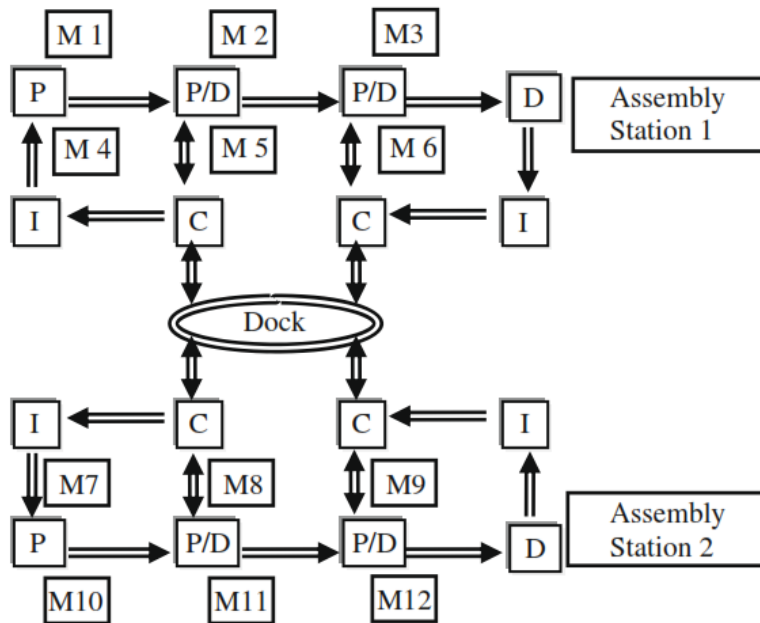 M 1
M 2
M3
P
P/D
P/D
D
Assembly
Station 1
M 4
M 5
M 6
I
C
C
I
Dock
I
C
C
I
M7
M8
M9
P
P/D
P/D
D
Assembly
Station 2
M10
M11
M12